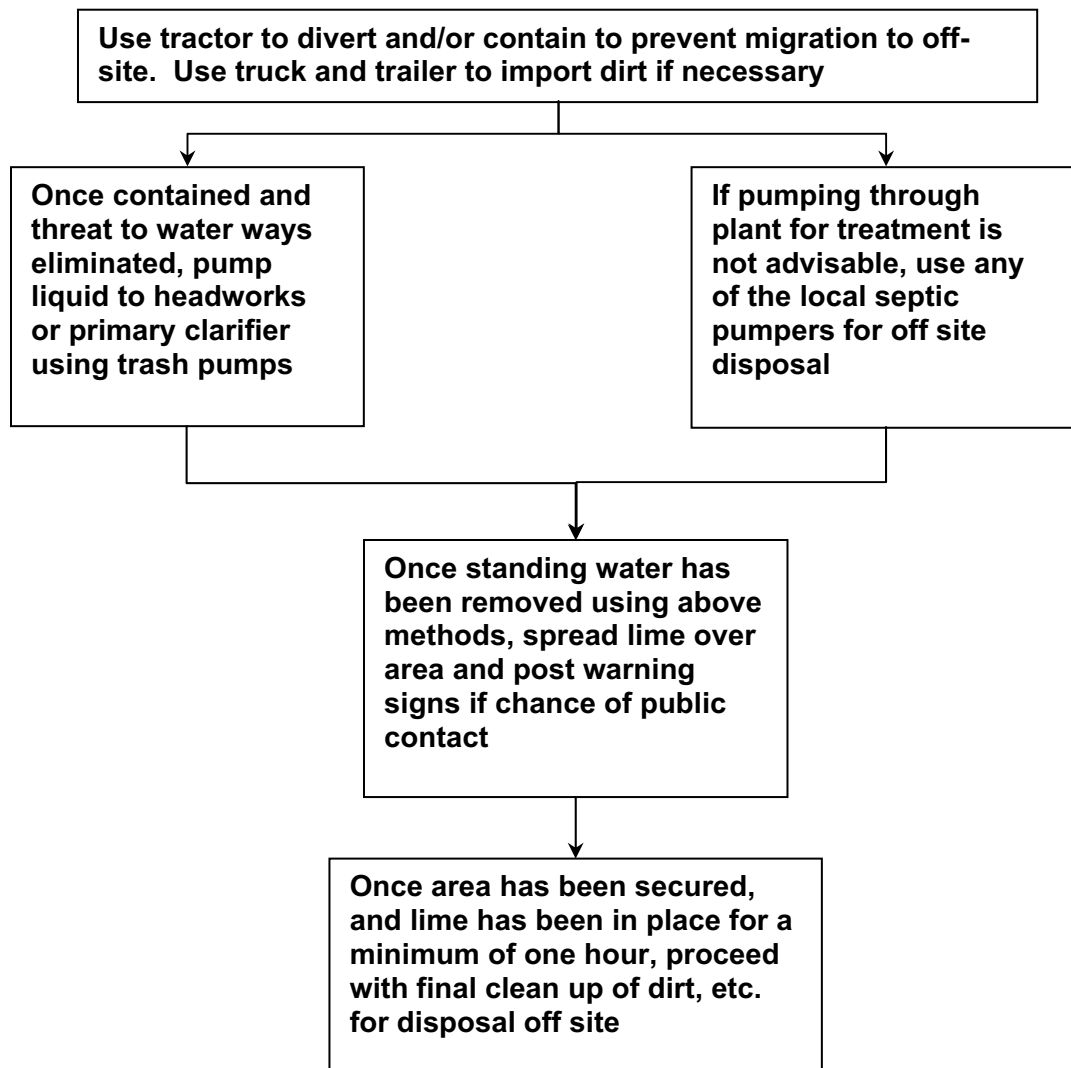 Use tractor to divert and/or contain to prevent migration to off-
site.  Use truck and trailer to import dirt if necessary
Once contained and
threat to water ways
eliminated, pump
liquid to headworks
or primary clarifier
using trash pumps
If pumping through
plant for treatment is
not advisable, use any
of the local septic
pumpers for off site
disposal
Once standing water has
been removed using above
methods, spread lime over
area and post warning
signs if chance of public
contact
Once area has been secured,
and lime has been in place for a
minimum of one hour, proceed
with final clean up of dirt, etc.
for disposal off site